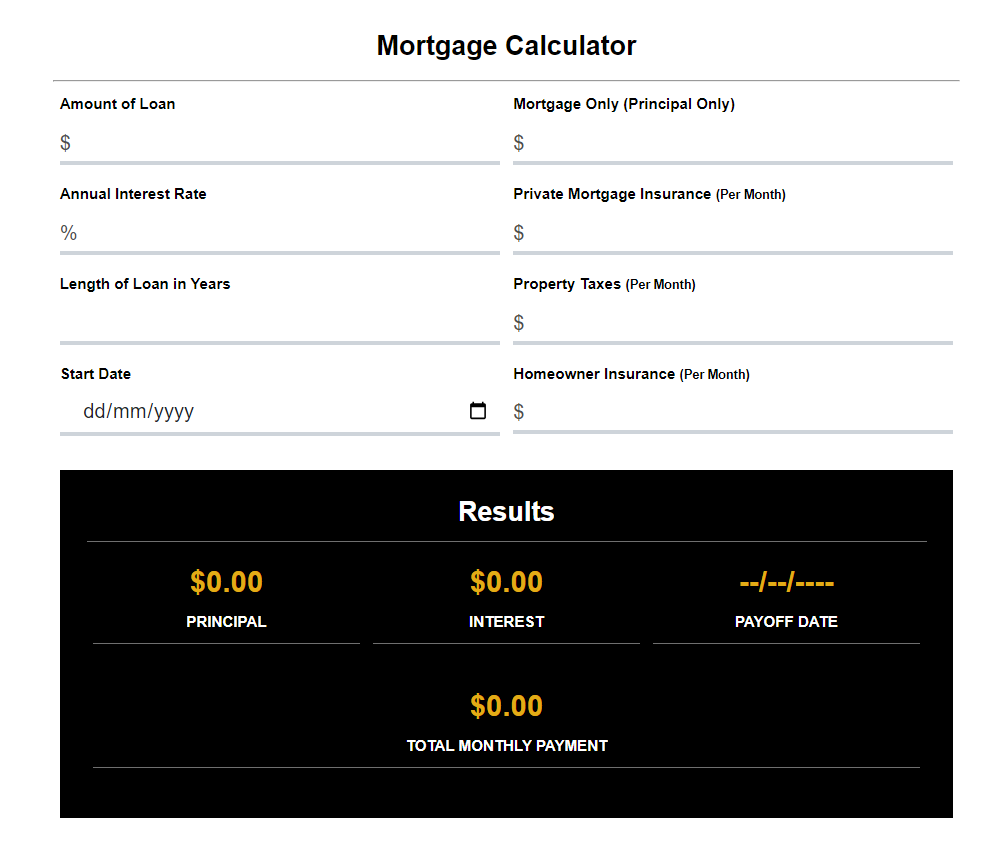 Mortgage Calculator
Amount of Loan
$
Mortgage Only (Principal Only)
$
Annual Interest Rate
%
Private Mortgage Insurance (Per Month)
$
Length of Loan in Years
Property Taxes (Per Month)
$
Start Date
dd/mm/yyyy
Homeowner Insurance (Per Month)
$
Results
$0.00
PRINCIPAL
$0.00
INTEREST
--/--/----
PAYOFF DATE
$0.00
TOTAL MONTHLY PAYMENT